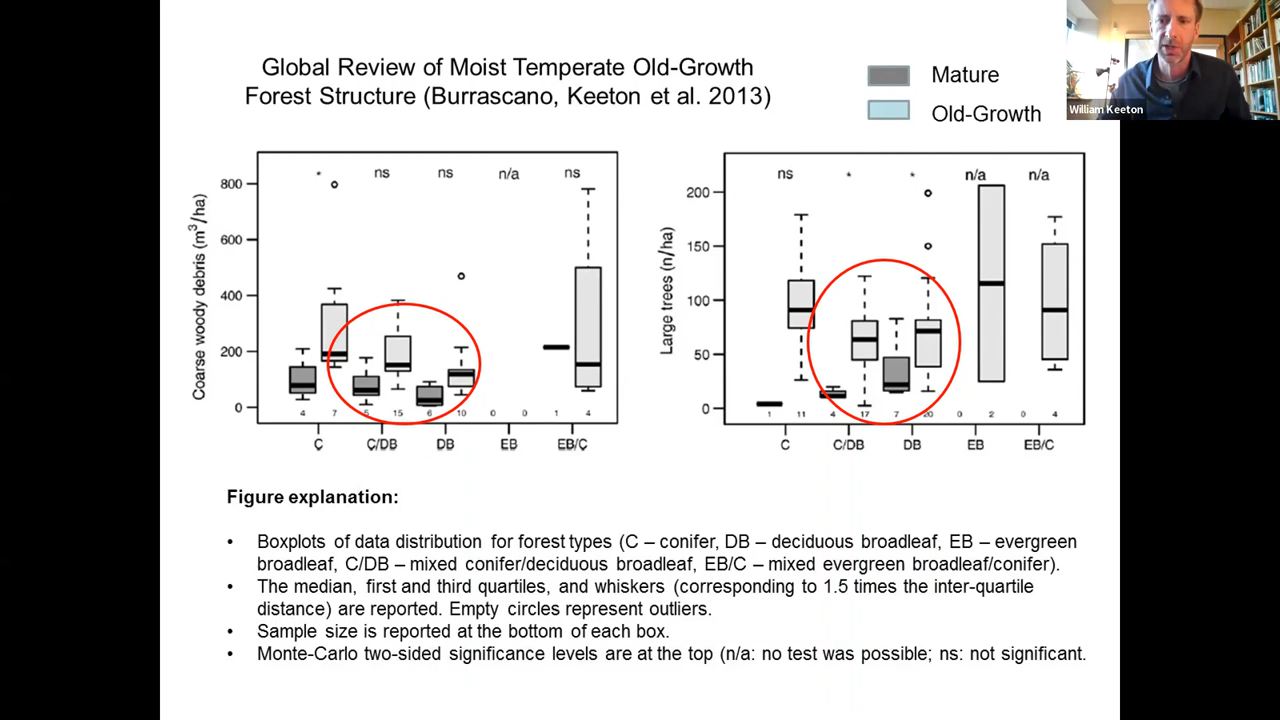 Global Review of Moist Temperate Old-Growth
Forest Structure (Burrascano, Keeton et al. 2013)
Mature
Old-Growth
William Keeton
Coarse woody debris (m³/ha)
800
600
400
200
0
* ns ns n/a ns
4 7 5 15 6 10 0 0 1 4
C C/DB DB EB EB/C
Large trees (n/ha)
200
150
100
50
0
ns * * n/a n/a
1 11 4 17 7 20 0 2 0 4
C C/DB DB EB EB/C
Figure explanation:
• Boxplots of data distribution for forest types (C – conifer, DB – deciduous broadleaf, EB – evergreen
broadleaf, C/DB – mixed conifer/deciduous broadleaf, EB/C – mixed evergreen broadleaf/conifer).
• The median, first and third quartiles, and whiskers (corresponding to 1.5 times the inter-quartile
distance) are reported. Empty circles represent outliers.
• Sample size is reported at the bottom of each box.
• Monte-Carlo two-sided significance levels are at the top (n/a: no test was possible; ns: not significant.